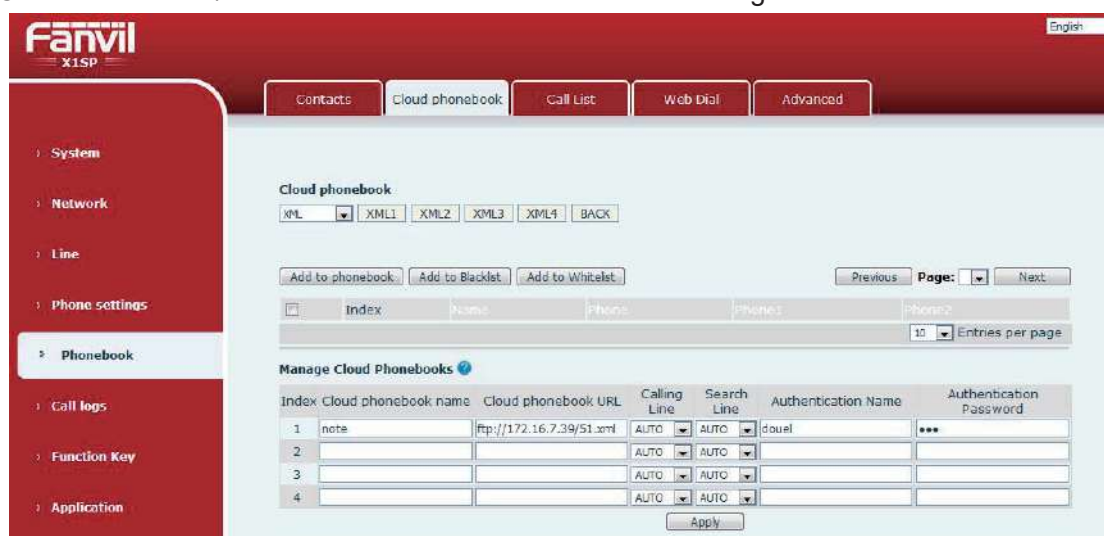 Fanvil
X1SP
English
Contacts Cloud phonebook Call List Web Dial Advanced
System
Network
Line
Phone settings
Phonebook
Call logs
Function Key
Application
Cloud phonebook
XML XML1 XML2 XML3 XML4 BACK
Add to phonebook Add to Blacklist Add to Whitelist Previous Page: Next
Index Name Phone Phone1 Phone2
10 Entries per page
Manage Cloud Phonebooks ?
Index Cloud phonebook name Cloud phonebook URL Calling Line Search Line Authentication Name Authentication Password
1 note ftp://172.16.7.39/51.xml AUTO AUTO douel •••
2 AUTO AUTO
3 AUTO AUTO
4 AUTO AUTO
Apply